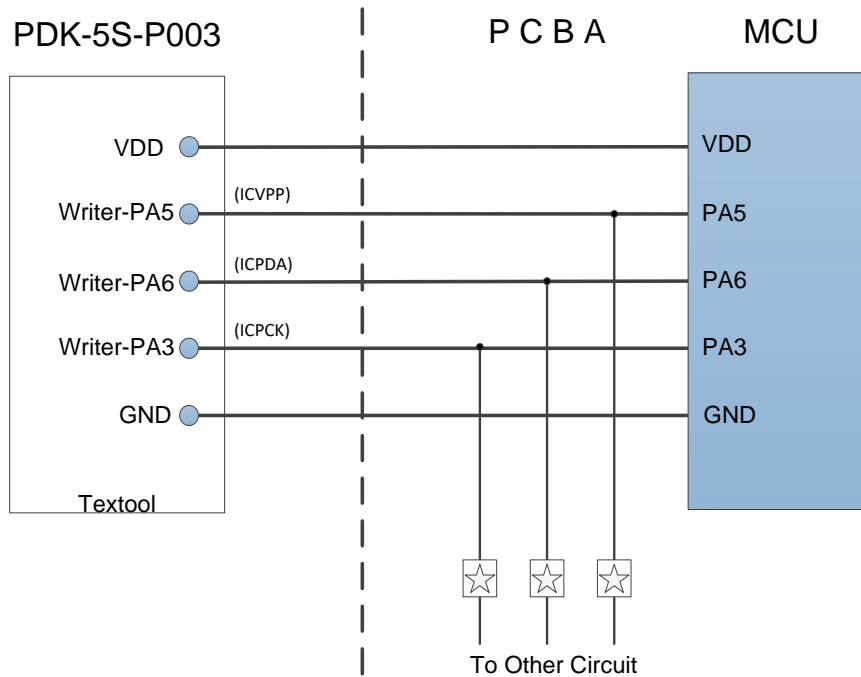 PDK-5S-P003
P C B A
MCU
VDD
VDD
Writer-PA5
(ICVPP)
PA5
Writer-PA6
(ICPDA)
PA6
Writer-PA3
(ICPCK)
PA3
GND
GND
Textool
To Other Circuit